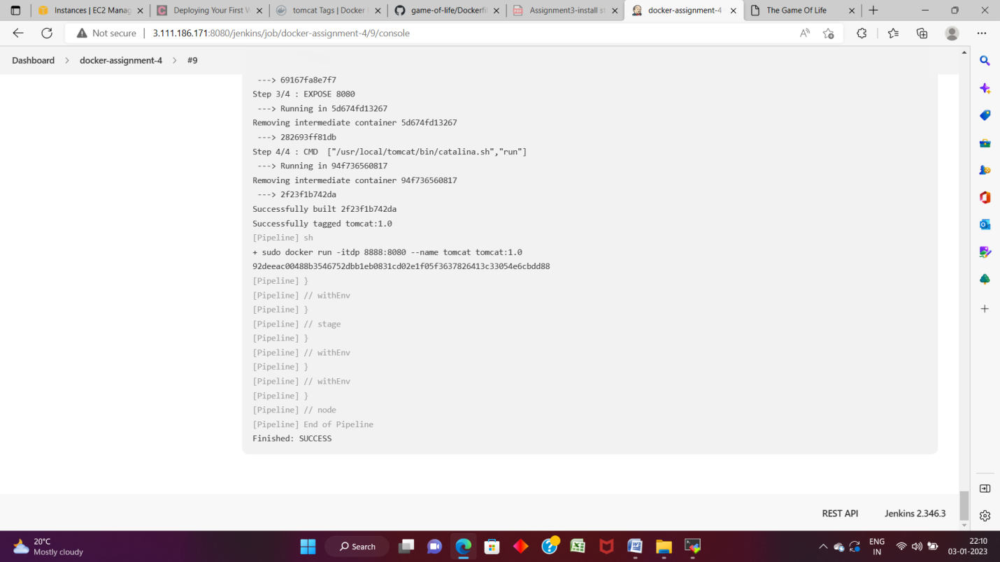 Instances | EC2 Manag
Deploying Your First V
tomcat Tags | Docker
game-of-life/Dockerfil
Assignment3-install st
docker-assignment-4
The Game Of Life
Not secure
3.111.186.171:8080/jenkins/job/docker-assignment-4/9/console
Dashboard
docker-assignment-4
#9
---> 69167fa8e7f7
Step 3/4 : EXPOSE 8080
---> Running in 5d674fd13267
Removing intermediate container 5d674fd13267
---> 282693ff81db
Step 4/4 : CMD ["/usr/local/tomcat/bin/catalina.sh","run"]
---> Running in 94f736560817
Removing intermediate container 94f736560817
---> 2f23f1b742da
Successfully built 2f23f1b742da
Successfully tagged tomcat:1.0
[Pipeline] sh
+ sudo docker run -itdp 8888:8080 --name tomcat tomcat:1.0
92deeac00488b3546752dbb1eb0831cd02e1f05f3637826413c33054e6cbdd88
[Pipeline] }
[Pipeline] // withEnv
[Pipeline] }
[Pipeline] // stage
[Pipeline] }
[Pipeline] // withEnv
[Pipeline] }
[Pipeline] // withEnv
[Pipeline] }
[Pipeline] // node
[Pipeline] End of Pipeline
Finished: SUCCESS
REST API
Jenkins 2.346.3
20°C
Mostly cloudy
Search
ENG
IN
22:10
03-01-2023